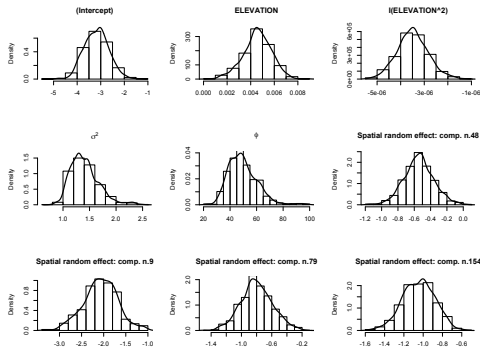 (Intercept)
ELEVATION
I(ELEVATION^2)
Density
0.0 0.4
-5 -4 -3 -2 -1
Density
0 100 300
0.000 0.002 0.004 0.006 0.008
Density
0e+00 3e+05 6e+05
-5e-06 -3e-06 -1e-06
σ²
ϕ
Spatial random effect: comp. n.48
Density
0.0 0.5 1.0 1.5
1.0 1.5 2.0 2.5
Density
0.00 0.02 0.04
20 40 60 80 100
Density
0.0 1.0 2.0
-1.2 -1.0 -0.8 -0.6 -0.4 -0.2 0.0
Spatial random effect: comp. n.9
Spatial random effect: comp. n.79
Spatial random effect: comp. n.154
Density
0.0 0.4 0.8
-3.0 -2.5 -2.0 -1.5 -1.0
Density
0.0 1.0 2.0
-1.4 -1.0 -0.6 -0.2
Density
0.0 1.0 2.0
-1.6 -1.4 -1.2 -1.0 -0.8 -0.6